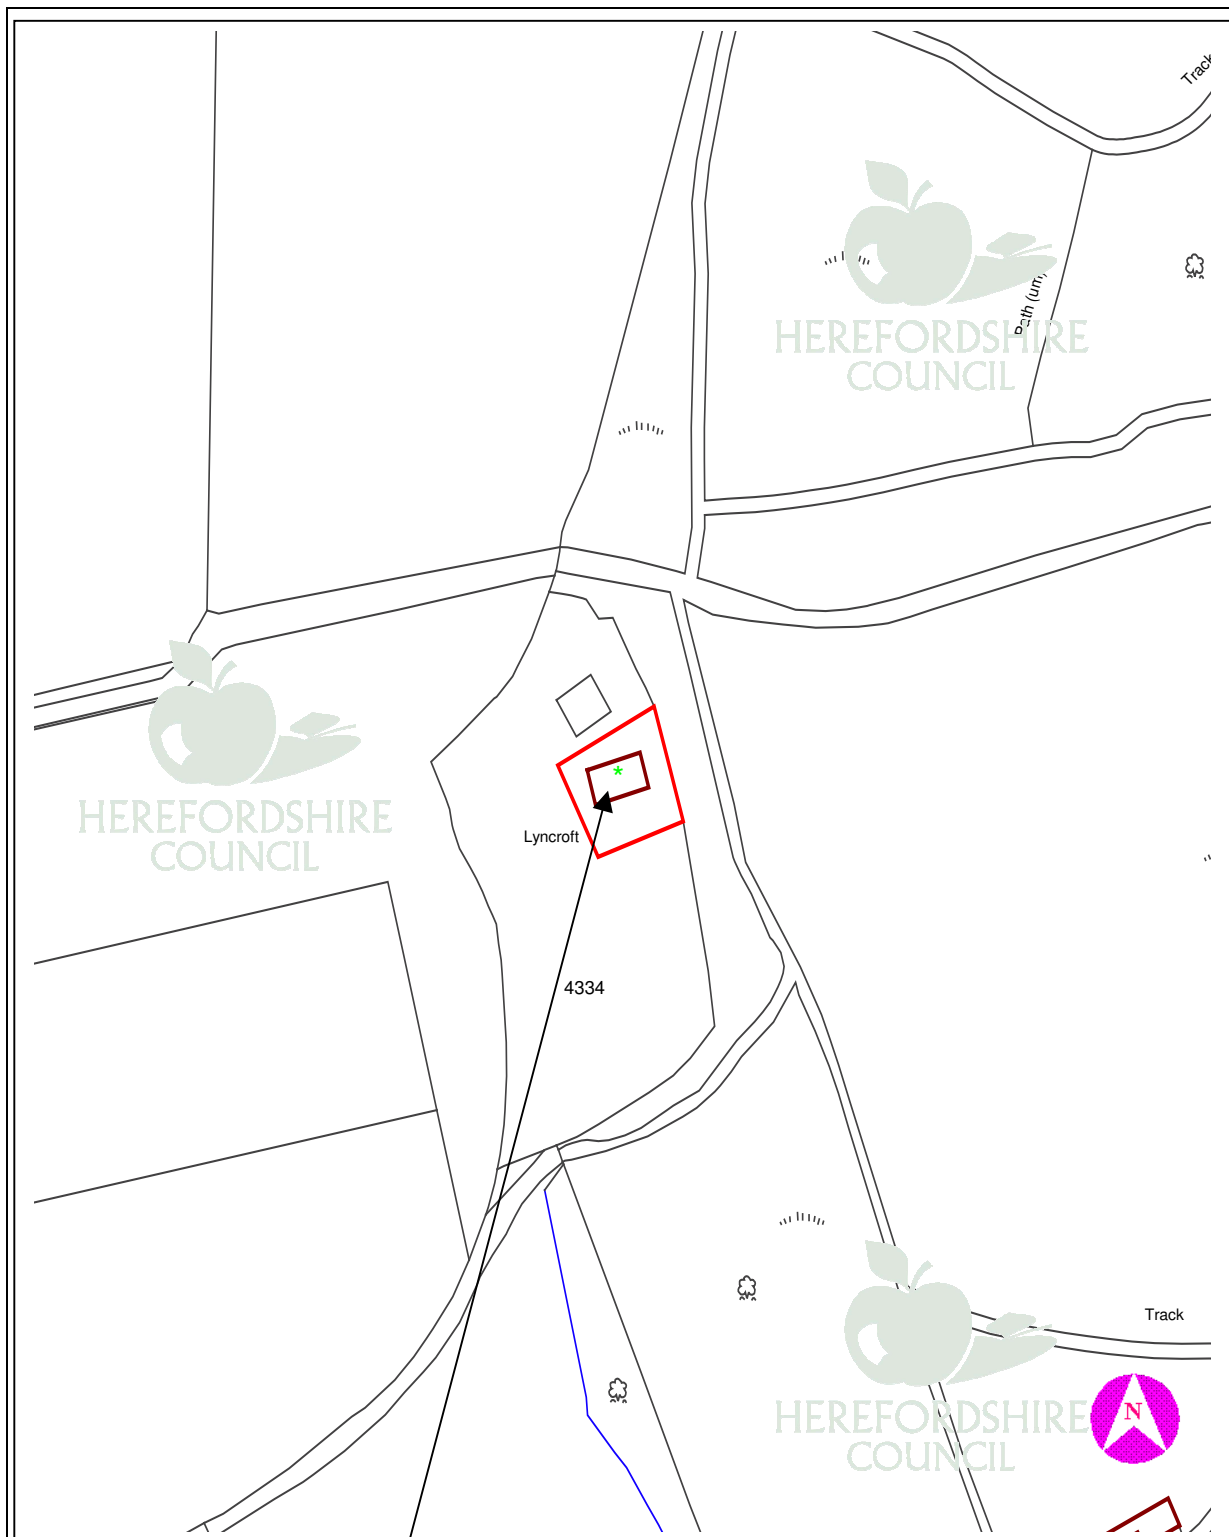 Track
HEREFORDSHIRE
COUNCIL
Path (um)
HEREFORDSHIRE
COUNCIL
Lyncroft
4334
Track
HEREFORDSHIRE
COUNCIL
N